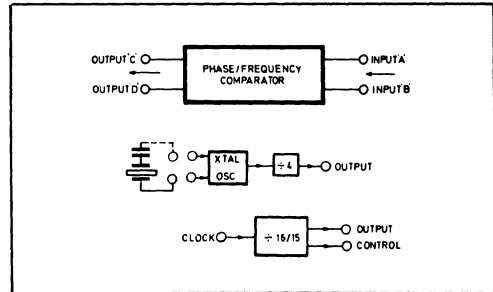 OUTPUT'C' PHASE/FREQUENCY INPUT'A'
OUTPUT'D' COMPARATOR INPUT'B'
XTAL OSC ÷4 OUTPUT
CLOCK ÷16/15 OUTPUT
CONTROL